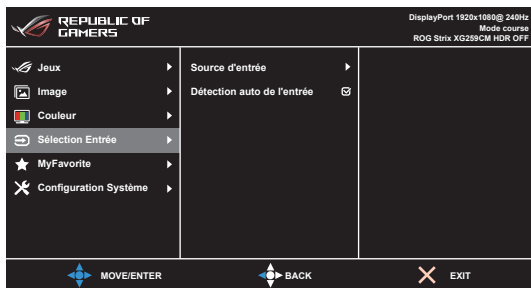 REPUBLIC OF
GAMERS
DisplayPort 1920x1080@ 240Hz
Mode course
ROG Strix XG259CM HDR OFF
Jeux
Image
Couleur
Sélection Entrée
MyFavorite
Configuration Système
Source d'entrée
Détection auto de l'entrée
MOVE/ENTER
BACK
EXIT